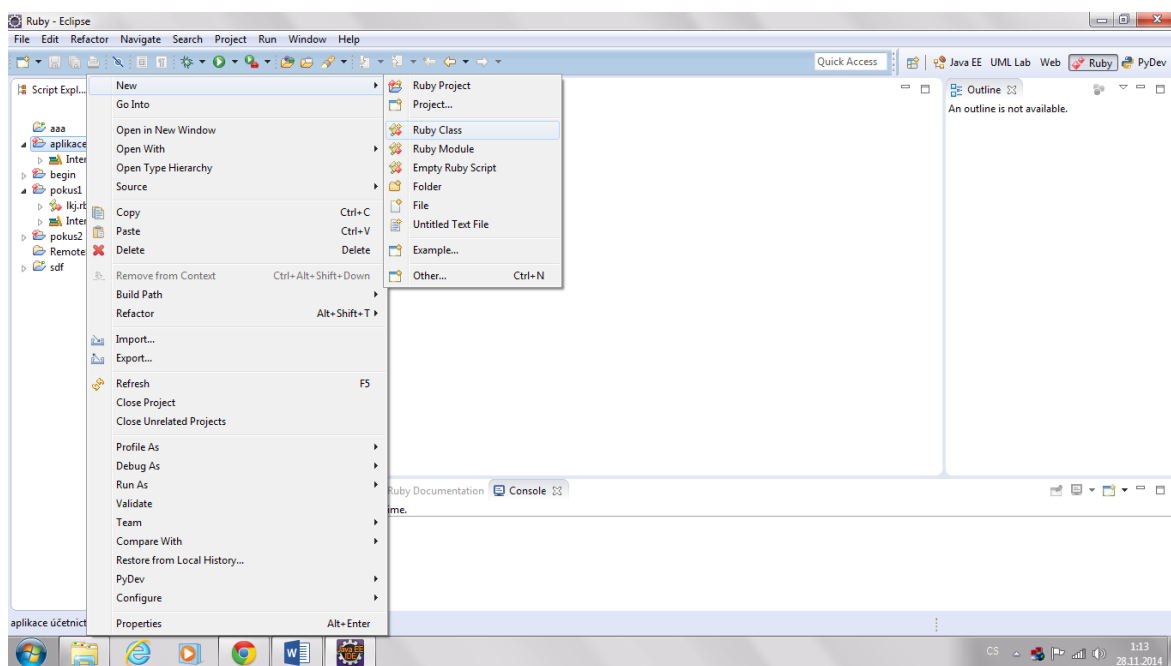 Ruby - Eclipse
File Edit Refactor Navigate Search Project Run Window Help
Quick Access Java EE UML Lab Web Ruby PyDev
Script Expl...
aaa
aplikace
Inter
begin
pokus1
lkj.rb
Inter
pokus2
Remote
sdf
New
Go Into
Open in New Window
Open With
Open Type Hierarchy
Source
Copy Ctrl+C
Paste Ctrl+V
Delete Delete
Remove from Context Ctrl+Alt+Shift+Down
Build Path
Refactor Alt+Shift+T
Import...
Export...
Refresh F5
Close Project
Close Unrelated Projects
Profile As
Debug As
Run As
Validate
Team
Compare With
Restore from Local History...
PyDev
Configure
Properties Alt+Enter
Ruby Project
Project...
Ruby Class
Ruby Module
Empty Ruby Script
Folder
File
Untitled Text File
Example...
Other... Ctrl+N
Outline
An outline is not available.
Ruby Documentation Console
ime.
aplikace účetnict
Java EE
IDE
CS 1:13
28.11.2014